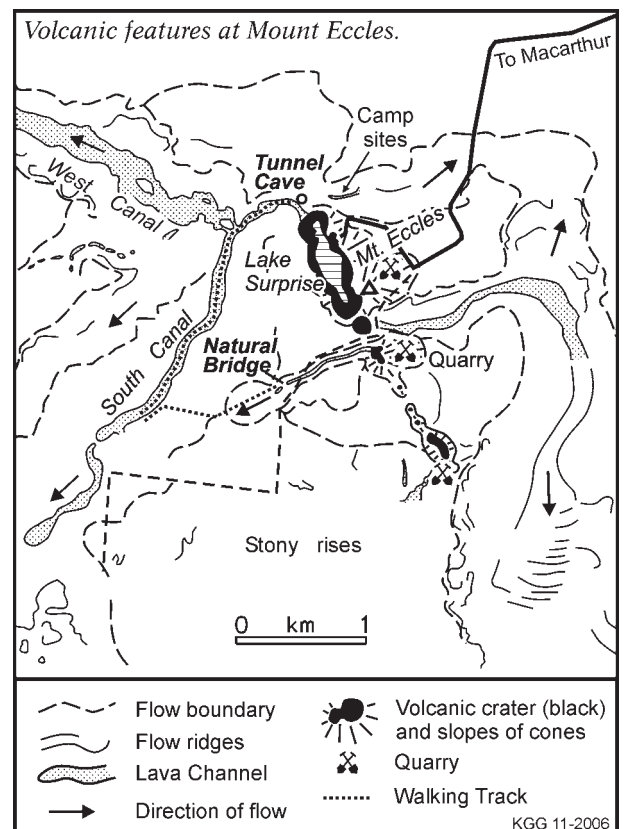 Volcanic features at Mount Eccles.
To Macarthur
Camp
sites
Tunnel
Cave
West Canal
Mt. Eccles
Lake
Surprise
South Canal
Natural
Bridge
Quarry
Stony rises
0 km 1
Flow boundary
Flow ridges
Lava Channel
Direction of flow
Volcanic crater (black)
and slopes of cones
Quarry
Walking Track
KGG 11-2006